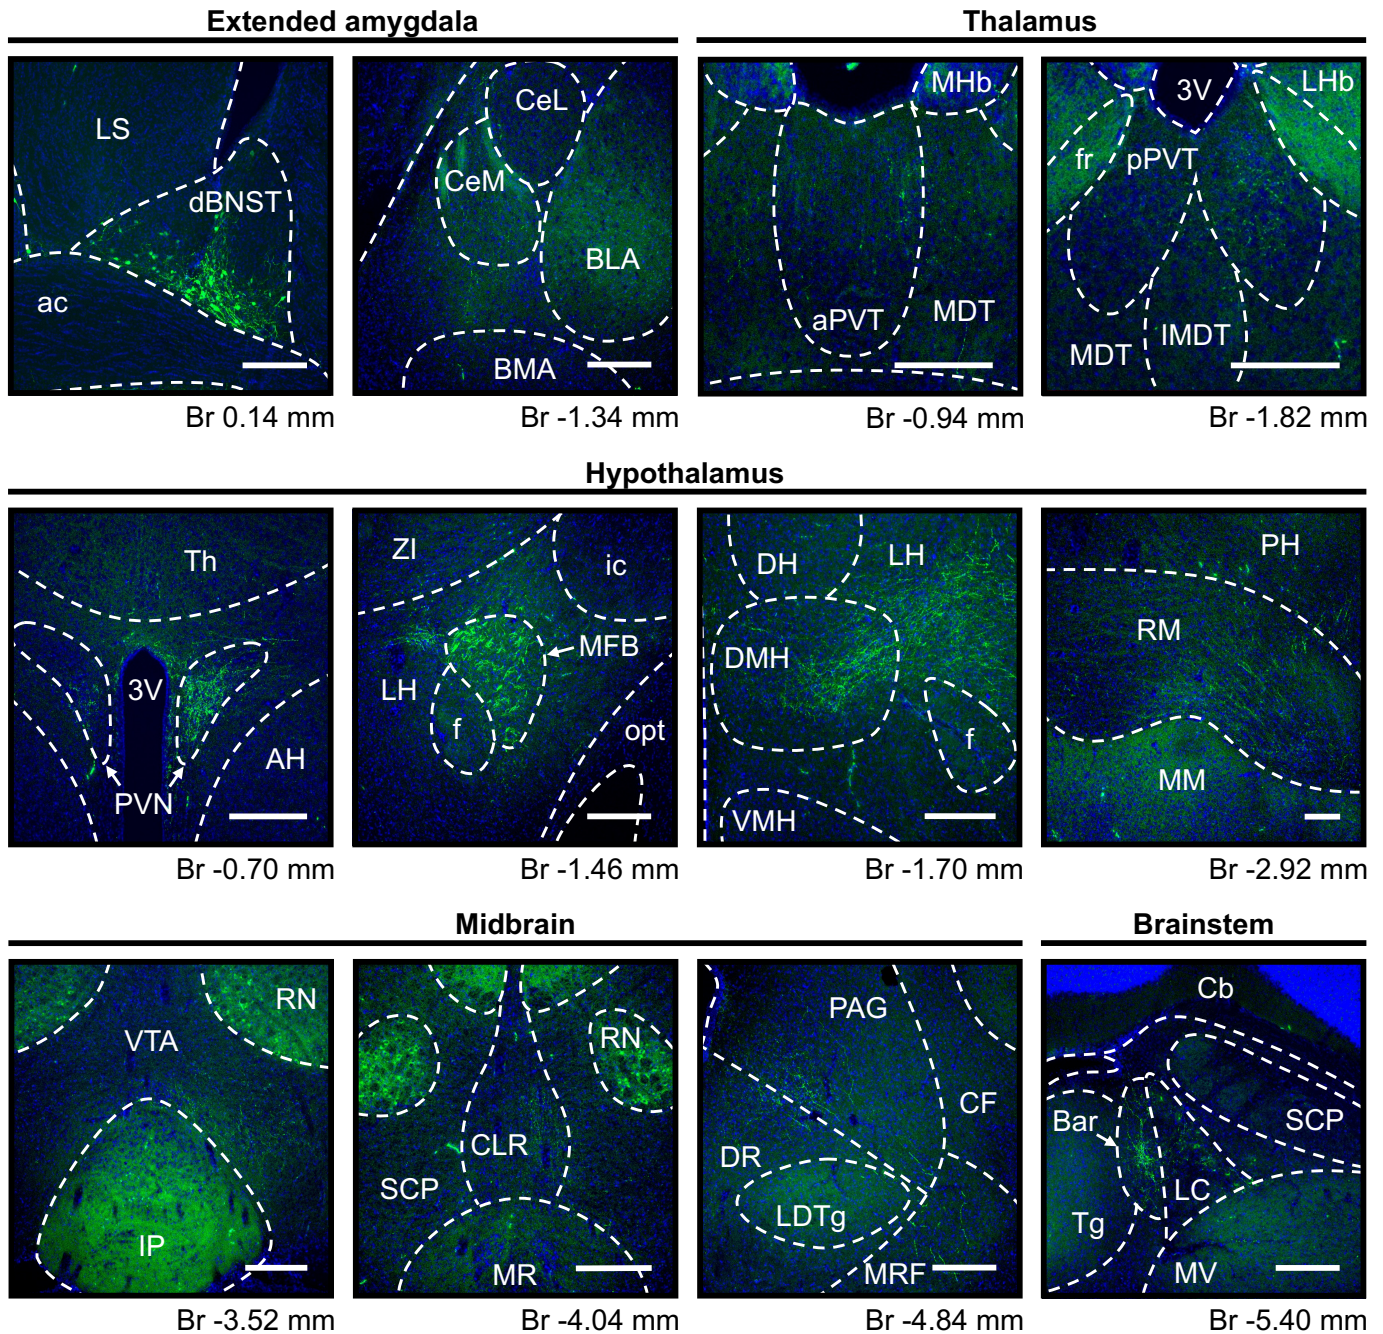 Extended amygdala
Thalamus
LS
dBNST
ac
Br 0.14 mm
CeL
CeM
BLA
BMA
Br -1.34 mm
MHb
aPVT
MDT
Br -0.94 mm
3V
LHb
fr
pPVT
MDT
IMDT
Br -1.82 mm
Hypothalamus
Th
3V
AH
PVN
Br -0.70 mm
ZI
ic
MFB
LH
f
opt
Br -1.46 mm
DH
LH
DMH
f
VMH
Br -1.70 mm
PH
RM
MM
Br -2.92 mm
Midbrain
Brainstem
RN
VTA
IP
Br -3.52 mm
RN
CLR
SCP
MR
Br -4.04 mm
PAG
CF
DR
LDTg
MRF
Br -4.84 mm
Cb
SCP
Bar
LC
Tg
MV
Br -5.40 mm